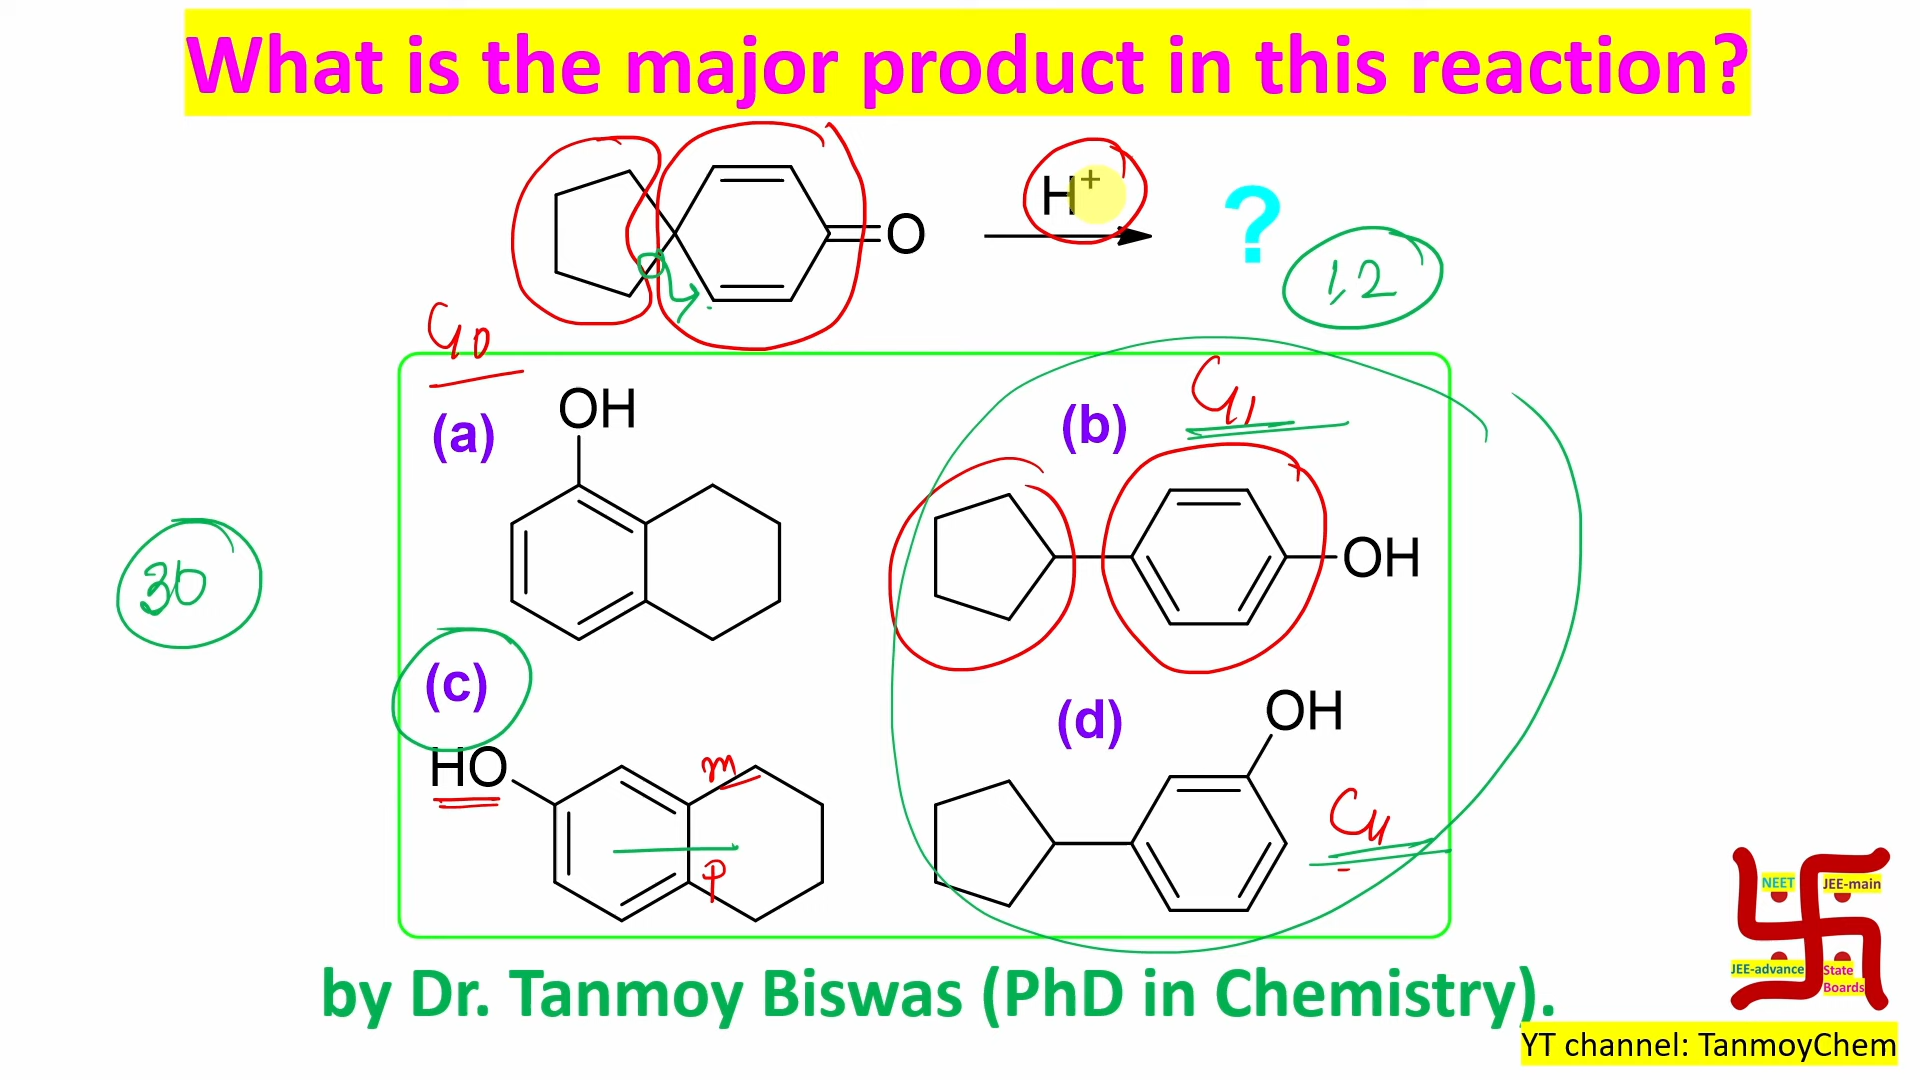 What is the major product in this reaction?
H+
O
?
1,2
C10
(a)
OH
(b)
C11
OH
30
(c)
HO
m
p
(d)
OH
C11
NEET
JEE-main
JEE-advance
State
Boards
by Dr. Tanmoy Biswas (PhD in Chemistry).
YT channel: TanmoyChem